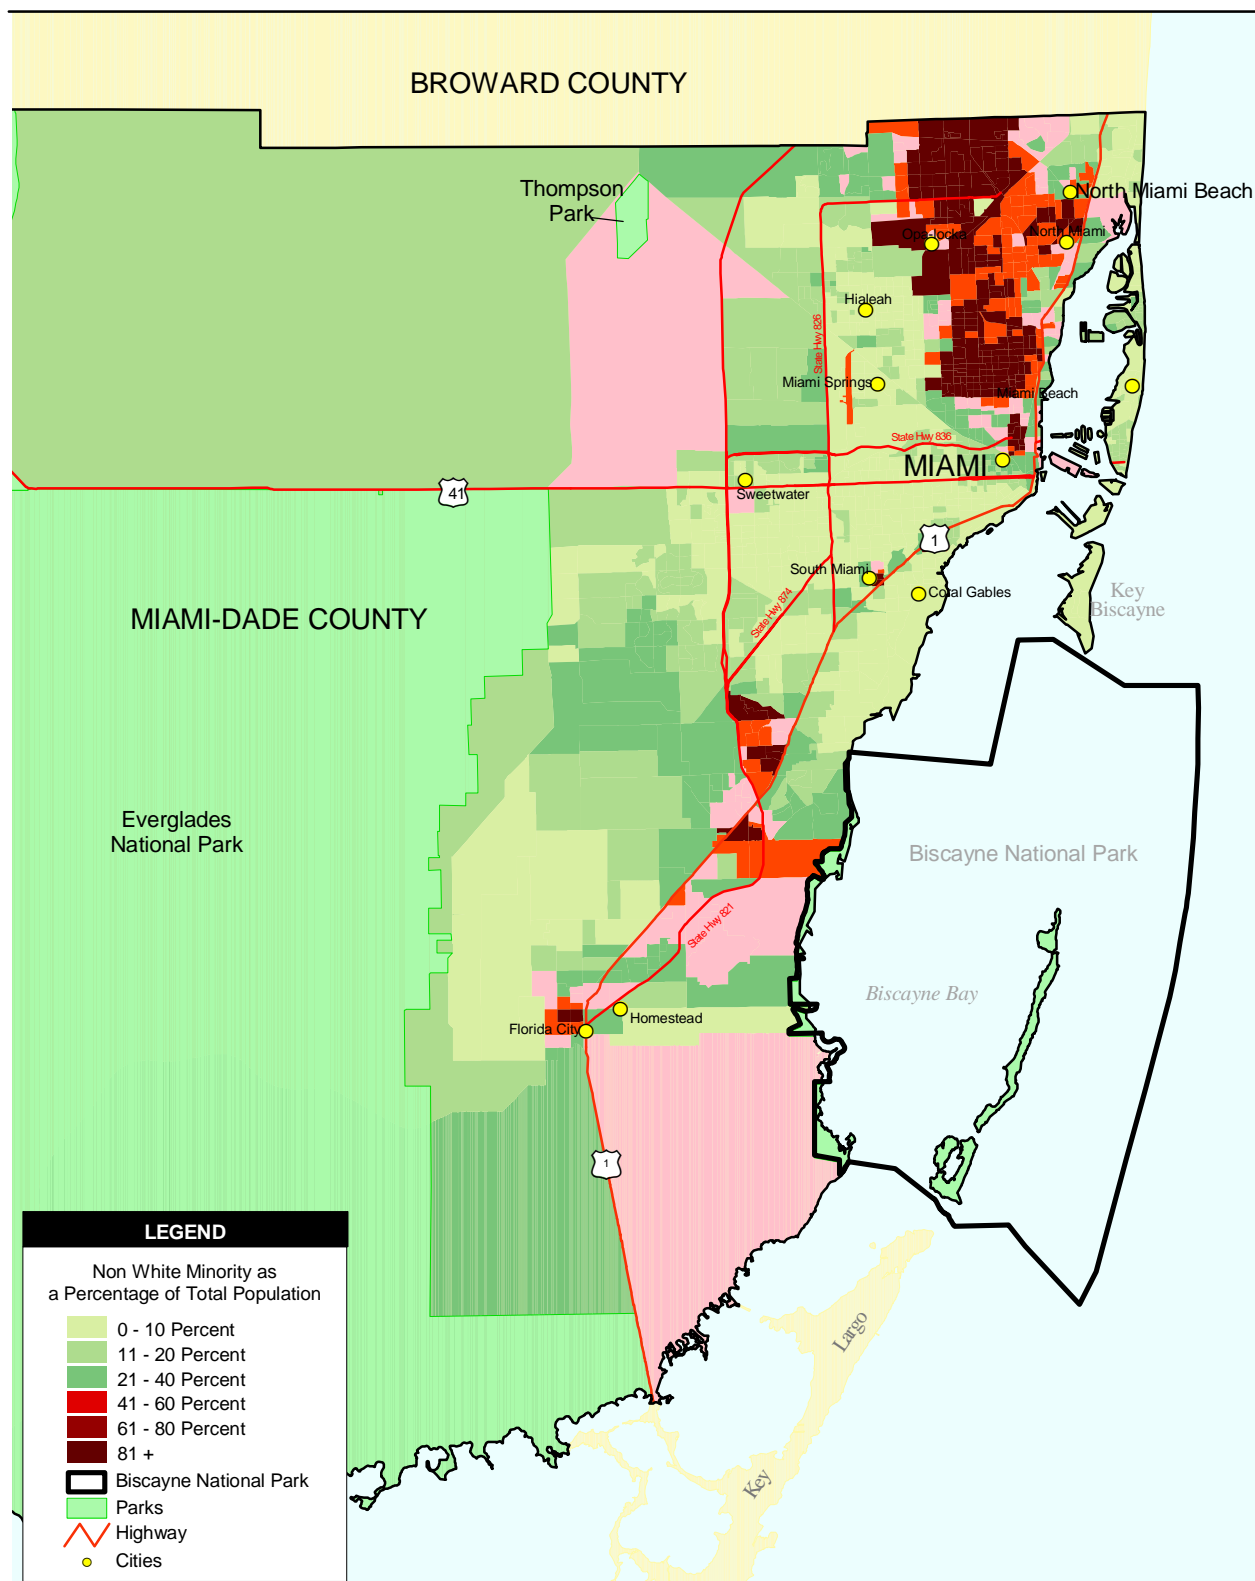 BROWARD COUNTY
Thompson
Park
North Miami Beach
Opa-locka
North Miami
Hialeah
State Hwy 826
Miami Springs
Miami Beach
State Hwy 836
MIAMI
41
Sweetwater
1
South Miami
Coral Gables
Key
Biscayne
State Hwy 874
MIAMI-DADE COUNTY
Everglades
National Park
Biscayne National Park
State Hwy 821
Biscayne Bay
Homestead
Florida City
1
Largo
Key
LEGEND
Non White Minority as
a Percentage of Total Population
0 - 10 Percent
11 - 20 Percent
21 - 40 Percent
41 - 60 Percent
61 - 80 Percent
81 +
Biscayne National Park
Parks
Highway
Cities